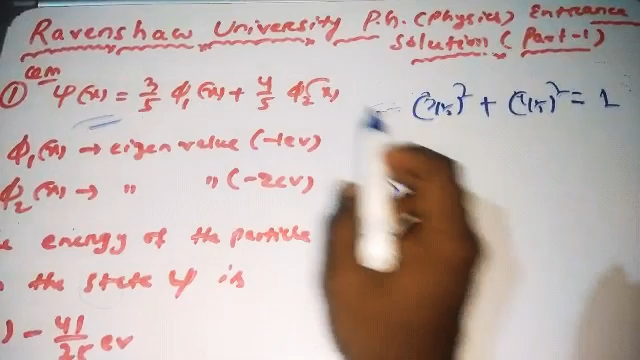 Ravenshaw University P.G.(Physics) Entrance
Solution (Part-1)
① ψ(x) = 3/5 ϕ₁(x) + 4/5 ϕ₂(x)
(3/5)² + (4/5)² = 1
ϕ₁(x) → eigen value (-1ev)
ϕ₂(x) → " " (-2ev)
energy of the particle
the state ψ is
) - 41/25 ev